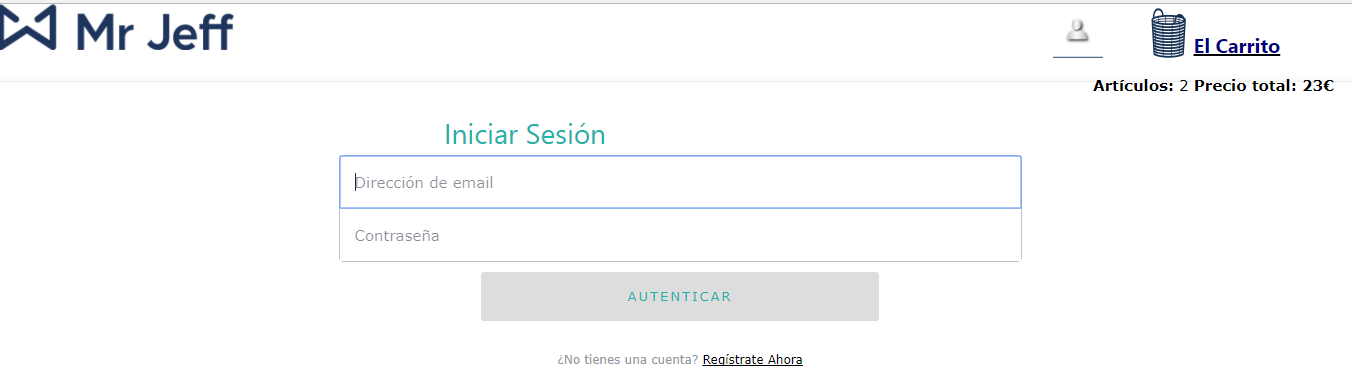 Mr Jeff
El Carrito
Artículos: 2 Precio total: 23€
Iniciar Sesión
Dirección de email
Contraseña
AUTENTICAR
¿No tienes una cuenta? Regístrate Ahora